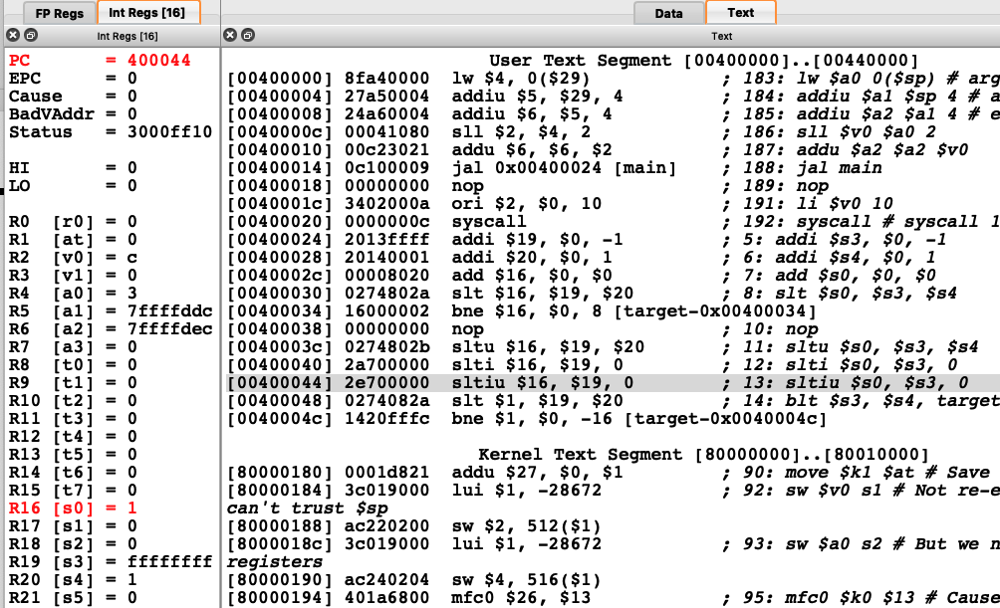 FP Regs Int Regs [16] Data Text
Int Regs [16] Text
PC = 400044
EPC = 0
Cause = 0
BadVAddr = 0
Status = 3000ff10
HI = 0
LO = 0
R0 [r0] = 0
R1 [at] = 0
R2 [v0] = c
R3 [v1] = 0
R4 [a0] = 3
R5 [a1] = 7ffffddc
R6 [a2] = 7ffffdec
R7 [a3] = 0
R8 [t0] = 0
R9 [t1] = 0
R10 [t2] = 0
R11 [t3] = 0
R12 [t4] = 0
R13 [t5] = 0
R14 [t6] = 0
R15 [t7] = 0
R16 [s0] = 1
R17 [s1] = 0
R18 [s2] = 0
R19 [s3] = ffffffff
R20 [s4] = 1
R21 [s5] = 0
User Text Segment [00400000]..[00440000]
[00400000] 8fa40000 lw $4, 0($29) ; 183: lw $a0 0($sp) # arg
[00400004] 27a50004 addiu $5, $29, 4 ; 184: addiu $a1 $sp 4 # a
[00400008] 24a60004 addiu $6, $5, 4 ; 185: addiu $a2 $a1 4 # e
[0040000c] 00041080 sll $2, $4, 2 ; 186: sll $v0 $a0 2
[00400010] 00c23021 addu $6, $6, $2 ; 187: addu $a2 $a2 $v0
[00400014] 0c100009 jal 0x00400024 [main] ; 188: jal main
[00400018] 00000000 nop ; 189: nop
[0040001c] 3402000a ori $2, $0, 10 ; 191: li $v0 10
[00400020] 0000000c syscall ; 192: syscall # syscall 1
[00400024] 2013ffff addi $19, $0, -1 ; 5: addi $s3, $0, -1
[00400028] 20140001 addi $20, $0, 1 ; 6: addi $s4, $0, 1
[0040002c] 00008020 add $16, $0, $0 ; 7: add $s0, $0, $0
[00400030] 0274802a slt $16, $19, $20 ; 8: slt $s0, $s3, $s4
[00400034] 16000002 bne $16, $0, 8 [target-0x00400034]
[00400038] 00000000 nop ; 10: nop
[0040003c] 0274802b sltu $16, $19, $20 ; 11: sltu $s0, $s3, $s4
[00400040] 2a700000 slti $16, $19, 0 ; 12: slti $s0, $s3, 0
[00400044] 2e700000 sltiu $16, $19, 0 ; 13: sltiu $s0, $s3, 0
[00400048] 0274082a slt $1, $19, $20 ; 14: blt $s3, $s4, target
[0040004c] 1420fffc bne $1, $0, -16 [target-0x0040004c]
Kernel Text Segment [80000000]..[80010000]
[80000180] 0001d821 addu $27, $0, $1 ; 90: move $k1 $at # Save
[80000184] 3c019000 lui $1, -28672 ; 92: sw $v0 s1 # Not re-e
can't trust $sp
[80000188] ac220200 sw $2, 512($1)
[8000018c] 3c019000 lui $1, -28672 ; 93: sw $a0 s2 # But we n
registers
[80000190] ac240204 sw $4, 516($1)
[80000194] 401a6800 mfc0 $26, $13 ; 95: mfc0 $k0 $13 # Cause